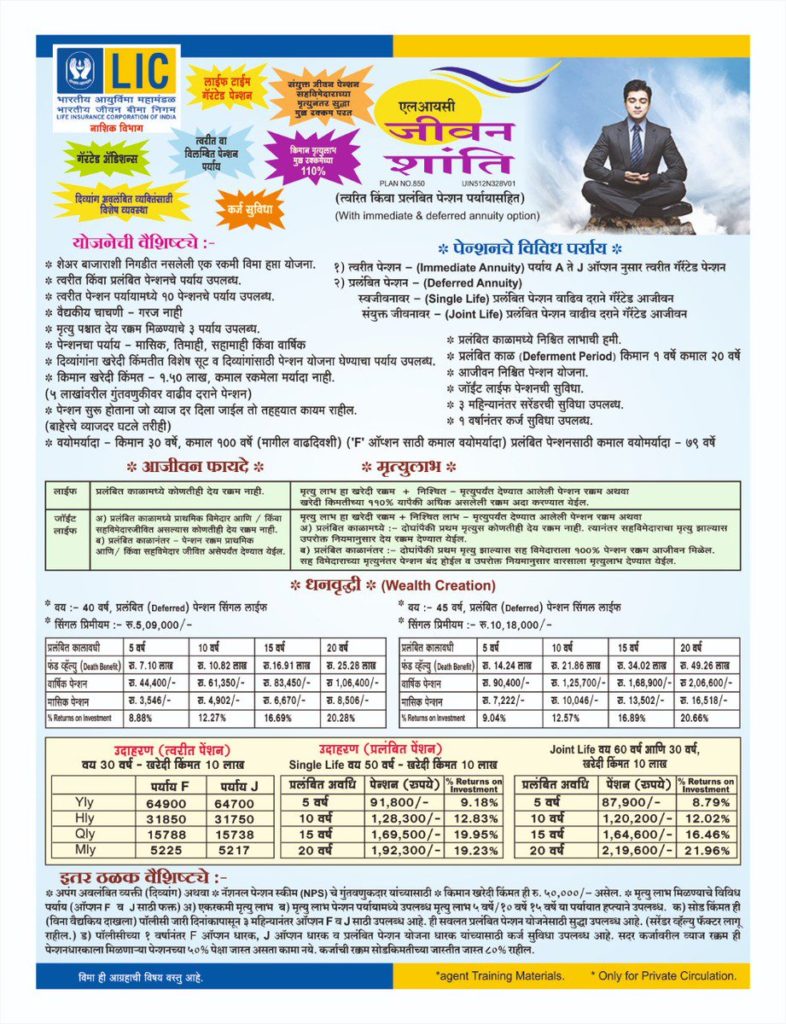 LIC
भारतीय आयुर्विमा महामंडळ
भारतीय जीवन बीमा निगम
LIFE INSURANCE CORPORATION OF INDIA
नाशिक विभाग
लाईफ टाईम
गॅरंटेड पेन्शन
संयुक्त जीवन पेन्शन
सहविमेदाराच्या
मृत्युनंतर सुद्धा
मुळ रक्कम परत
गॅरंटेड ॲडिशन्स
त्वरीत वा
विलम्बित पेन्शन
पर्याय
किमान मृत्युलाभ
मुळ रक्कमेच्या
110%
दिव्यांग अवलंबित व्यक्तिंसाठी
विशेष व्यवस्था
कर्ज सुविधा
एलआयसी
जीवन
शांति
PLAN NO.850 UIN512N328V01
(त्वरित किंवा प्रलंबित पेन्शन पर्यायासहित)
(With immediate & deferred annuity option)
योजनेची वैशिष्ट्ये :-
* शेअर बाजाराशी निगडीत नसलेली एक रकमी विमा हप्ता योजना.
* त्वरीत किंवा प्रलंबित पेन्शनचे पर्याय उपलब्ध.
* त्वरीत पेन्शन पर्यायामध्ये १० पेन्शनचे पर्याय उपलब्ध.
* वैद्यकीय चाचणी - गरज नाही
* मृत्यु पश्चात देय रक्कम मिळण्याचे ३ पर्याय उपलब्ध.
* पेन्शनचा पर्याय - मासिक, तिमाही, सहामाही किंवा वार्षिक
* दिव्यांगांना खरेदी किंमतीत विशेष सूट व दिव्यांगांसाठी पेन्शन योजना घेण्याचा पर्याय उपलब्ध.
* किमान खरेदी किंमत - १.५० लाख, कमाल रकमेला मर्यादा नाही.
(५ लाखांवरील गुंतवणुकीवर वाढीव दराने पेन्शन)
* पेन्शन सुरू होताना जो व्याज दर दिला जाईल तो तहहयात कायम राहील.
(बाहेरचे व्याजदर घटले तरीही)
* वयोमर्यादा - किमान ३० वर्षे, कमाल १०० वर्षे (मागील वाढदिवशी) ('F' ऑप्शन साठी कमाल वयोमर्यादा) प्रलंबित पेन्शनसाठी कमाल वयोमर्यादा - ७९ वर्षे
* पेन्शनचे विविध पर्याय *
१) त्वरीत पेन्शन - (Immediate Annuity) पर्याय A ते J ऑप्शन नुसार त्वरीत गॅरंटेड पेन्शन
२) प्रलंबित पेन्शन - (Deferred Annuity)
स्वजीवनावर - (Single Life) प्रलंबित पेन्शन वाढिव दराने गॅरंटेड आजीवन
संयुक्त जीवनावर - (Joint Life) प्रलंबित पेन्शन वाढीव दराने गॅरंटेड आजीवन
* प्रलंबित काळामध्ये निश्चित लाभाची हमी.
* प्रलंबित काळ (Deferment Period) किमान १ वर्षे कमाल २० वर्षे
* आजीवन निश्चित पेन्शन योजना.
* जॉईंट लाईफ पेन्शनची सुविधा.
* ३ महिन्यानंतर सरेंडरची सुविधा उपलब्ध.
* १ वर्षानंतर कर्ज सुविधा उपलब्ध.
* आजीवन फायदे * * मृत्युलाभ *
लाईफ प्रलंबित काळामध्ये कोणतीही देय रक्कम नाही. मृत्यु लाभ हा खरेदी रक्कम + निश्चित - मृत्युपर्यंत देण्यात आलेली पेन्शन रक्कम अथवा
खरेदी किमतीच्या ११०% यापैकी अधिक असलेली रक्कम अदा करण्यात येईल.
जॉईंट लाईफ अ) प्रलंबित काळामध्ये प्राथमिक विमेदार आणि / किंवा
सहविमेदारजीवित असल्यास कोणतीही देय रक्कम नाही.
ब) प्रलंबित काळानंतर - पेन्शन रक्कम प्राथमिक
आणि/ किंवा सहविमेदार जीवित असेपर्यंत देण्यात येईल.
मृत्यु लाभ हा खरेदी रक्कम + निश्चित लाभ - मृत्युपर्यंत देण्यात आलेली पेन्शन रक्कम अथवा
अ) प्रलंबित काळामध्ये :- दोघांपैकी प्रथम मृत्युस कोणतीही देय रक्कम नाही. त्यानंतर सहविमेदाराचा मृत्यु झाल्यास
उपरोक्त नियमानुसार देय रक्कम देण्यात येईल.
ब) प्रलंबित काळानंतर :- दोघांपैकी प्रथम मृत्यु झाल्यास सह विमेदाराला १००% पेन्शन रक्कम आजीवन मिळेल.
सह विमेदाराच्या मृत्युनंतर पेन्शन बंद होईल व उपरोक्त नियमानुसार वारसाला मृत्युलाभ देण्यात येईल.
* धनवृद्धी * (Wealth Creation)
* वय :- 40 वर्ष, प्रलंबित (Deferred) पेन्शन सिंगल लाईफ
* सिंगल प्रिमीयम :- रु.5,09,000/-
प्रलंबित कालावधी 5 वर्ष 10 वर्ष 15 वर्ष 20 वर्ष
फंड व्हॅल्यु (Death Benefit) रु. 7.10 लाख रु. 10.82 लाख रु.16.91 लाख रु. 25.28 लाख
वार्षिक पेन्शन रु. 44,400/- रु. 61,350/- रु. 83,450/- रु 1,06,400/-
मासिक पेन्शन रु. 3,546/- रु. 4,902/- रु. 6,670/- रु. 8,506/-
% Returns on Investment 8.88% 12.27% 16.69% 20.28%
* वय :- 45 वर्ष, प्रलंबित (Deferred) पेन्शन सिंगल लाईफ
* सिंगल प्रिमीयम :- रु.10,18,000/-
प्रलंबित कालावधी 5 वर्ष 10 वर्ष 15 वर्ष 20 वर्ष
फंड व्हॅल्यु (Death Benefit) रु. 14.24 लाख रु. 21.86 लाख रु. 34.02 लाख रु. 49.26 लाख
वार्षिक पेन्शन रु. 90,400/- रु. 1,25,700/- रु. 1,68,900/- रु 2,06,600/-
मासिक पेन्शन रु. 7,222/- रु. 10,046/- रु. 13,502/- रु. 16,518/-
% Returns on Investment 9.04% 12.57% 16.89% 20.66%
उदाहरण (त्वरीत पेंशन)
वय 30 वर्ष - खरेदी किंमत 10 लाख
पर्याय F पर्याय J
Yly 64900 64700
Hly 31850 31750
Qly 15788 15738
Mly 5225 5217
उदाहरण (प्रलंबित पेंशन)
Single Life वय 50 वर्ष - खरेदी किंमत 10 लाख
प्रलंबित अवधि पेंन्शन (रुपये) % Returns on Investment
5 वर्ष 91,800/- 9.18%
10 वर्ष 1,28,300/- 12.83%
15 वर्ष 1,69,500/- 19.95%
20 वर्ष 1,92,300/- 19.23%
Joint Life वय 60 वर्ष आणि 30 वर्ष,
खरेदी किंमत 10 लाख
प्रलंबित अवधि पेंन्शन (रुपये) % Returns on Investment
5 वर्ष 87,900/- 8.79%
10 वर्ष 1,20,200/- 12.02%
15 वर्ष 1,64,600/- 16.46%
20 वर्ष 2,19,600/- 21.96%
इतर ठळक वैशिष्ट्ये :-
* अपंग अवलंबित व्यक्ती (दिव्यांग) अथवा * नॅशनल पेन्शन स्कीम (NPS) चे गुंतवणुकदार यांच्यासाठी * किमान खरेदी किंमत ही रु. ५०,०००/- असेल. * मृत्यु लाभ मिळण्याचे विविध
पर्याय (ऑप्शन F व J साठी फक्त) अ) एकरकमी मृत्यु लाभ ब) मृत्यु लाभ पेन्शन पर्यायामध्ये उपलब्ध मृत्यु लाभ ५ वर्ष/१० वर्षे १५ वर्षे या पर्यायात हप्त्याने उपलब्ध. क) सोड किंमत ही
(विना वैद्यकिय दाखला) पॉलीसी जारी दिनांकापासून ३ महिन्यानंतर ऑप्शन F व J साठी उपलब्ध आहे. ही सवलत प्रलंबित पेन्शन योजनेसाठी सुद्धा उपलब्ध आहे. (सरेंडर व्हॅल्यु फॅक्टर लागू
राहील.) ड) पॉलीसीच्या १ वर्षानंतर F ऑप्शन धारक, J ऑप्शन धारक व प्रलंबित पेन्शन योजना धारक यांच्यासाठी कर्ज सुविधा उपलब्ध आहे. सदर कर्जावरील व्याज रक्कम ही
पेन्शनधारकाला मिळणाऱ्या पेन्शनच्या ५०% पेक्षा जास्त असता कामा नये. कर्जाची रक्कम सोडकिमतीच्या जास्तीत जास्त ८०% राहील.
विमा ही आग्रहाची विषय वस्तु आहे.
*agent Training Materials. * Only for Private Circulation.